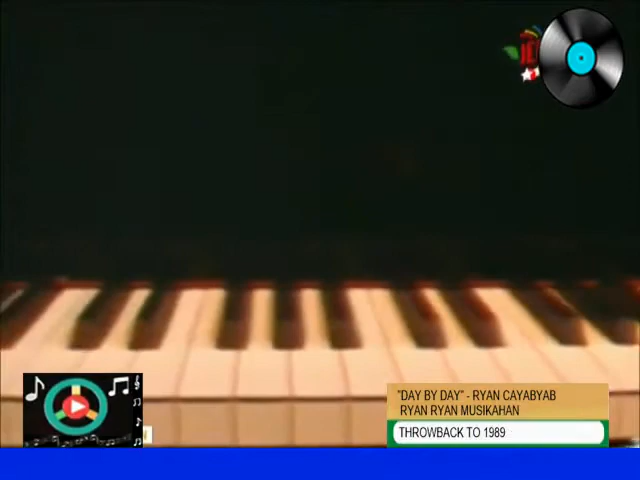 "DAY BY DAY" - RYAN CAYABYAB
RYAN RYAN MUSIKAHAN
THROWBACK TO 1989